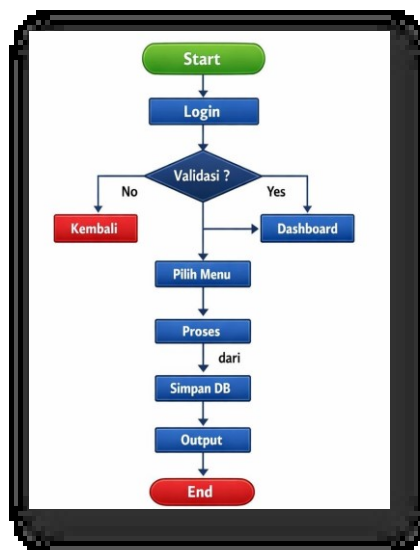 Start
Login
Validasi ?
No
Yes
Kembali
Dashboard
Pilih Menu
Proses
dari
Simpan DB
Output
End